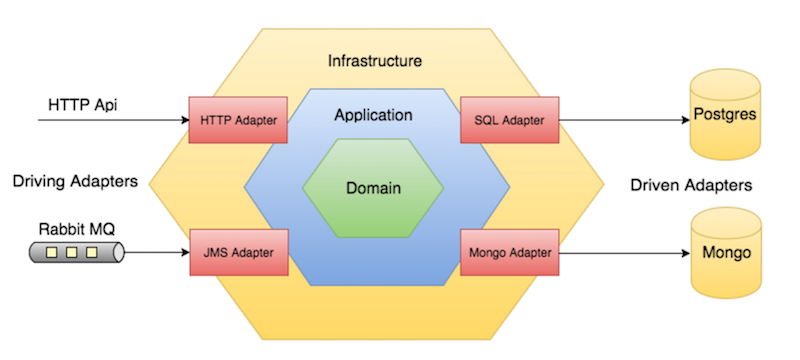 Infrastructure
HTTP Api
Application
HTTP Adapter
SQL Adapter
Postgres
Driving Adapters
Domain
Driven Adapters
Rabbit MQ
JMS Adapter
Mongo Adapter
Mongo